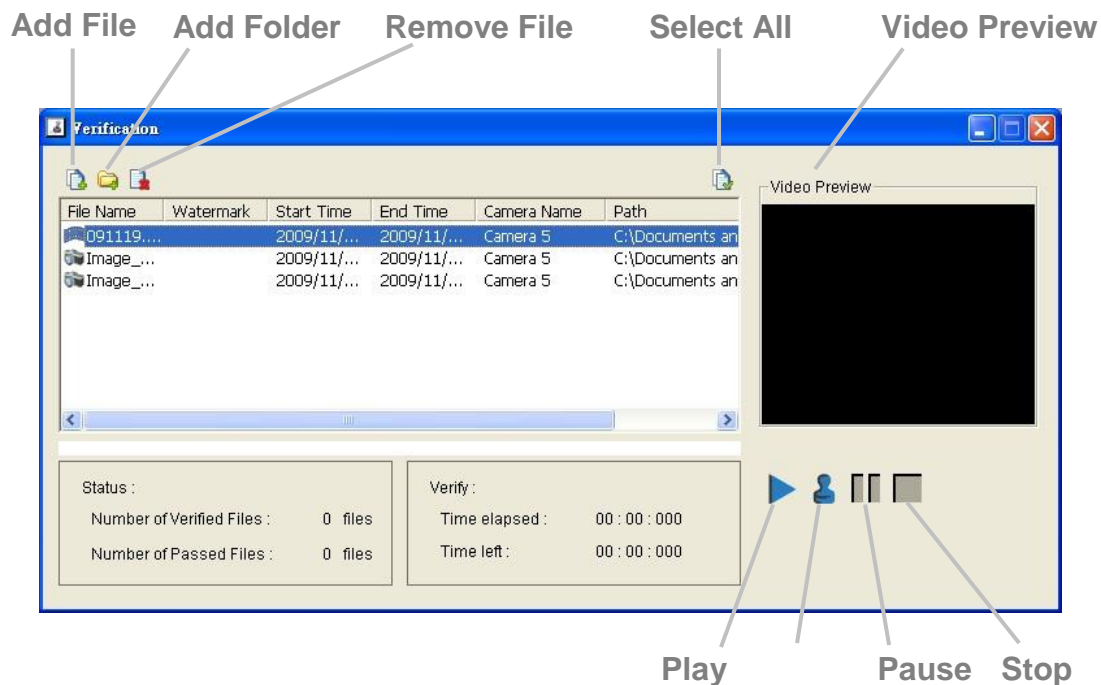 Add File Add Folder Remove File Select All Video Preview
Verification
Video Preview
File Name Watermark Start Time End Time Camera Name Path
091119.... 2009/11/... 2009/11/... Camera 5 C:\Documents an
Image_... 2009/11/... 2009/11/... Camera 5 C:\Documents an
Image_... 2009/11/... 2009/11/... Camera 5 C:\Documents an
Status :
Number of Verified Files : 0 files
Number of Passed Files : 0 files
Verify :
Time elapsed : 00 : 00 : 000
Time left : 00 : 00 : 000
Play Pause Stop